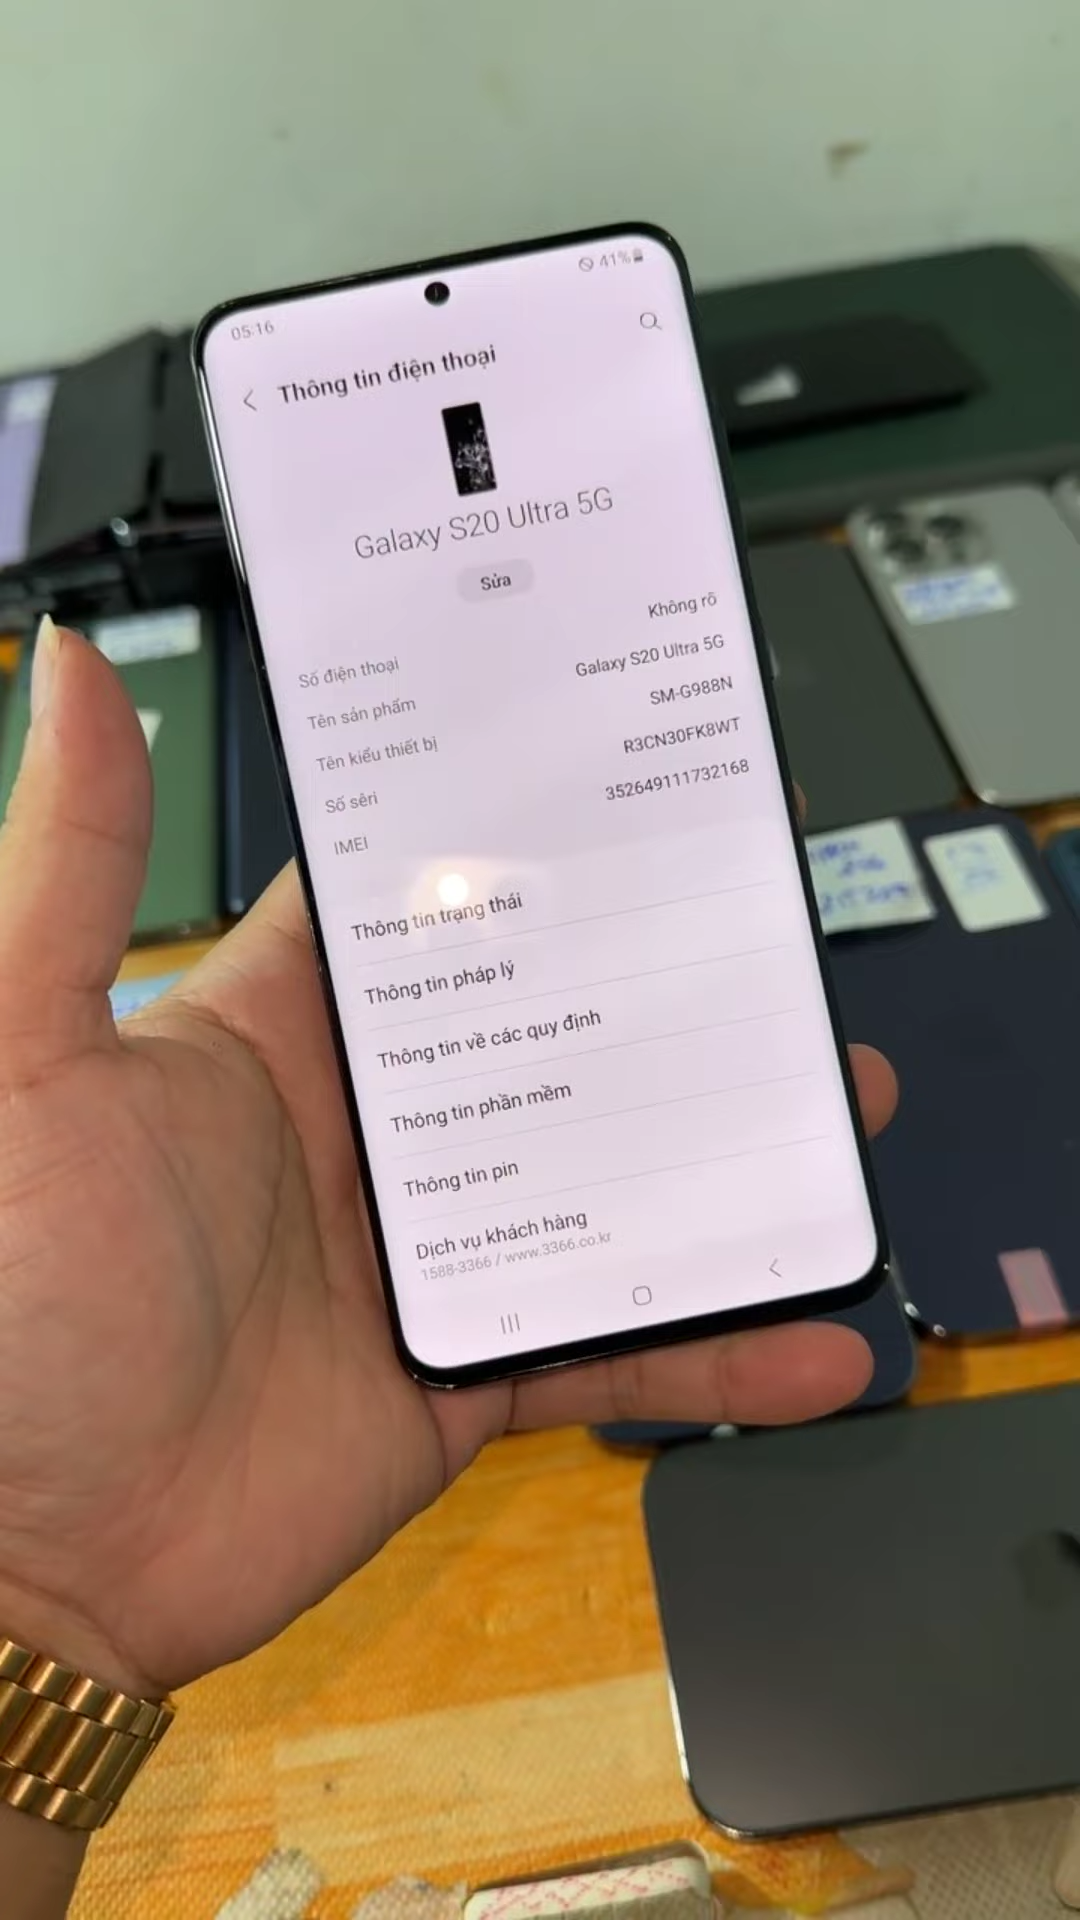 05:16
41%
Thông tin điện thoại
Galaxy S20 Ultra 5G
Sửa
Số điện thoại
Không rõ
Tên sản phẩm
Galaxy S20 Ultra 5G
Tên kiểu thiết bị
SM-G988N
Số sêri
R3CN30FK8WT
IMEI
352649111732168
Thông tin trạng thái
Thông tin pháp lý
Thông tin về các quy định
Thông tin phần mềm
Thông tin pin
Dịch vụ khách hàng
1588-3366 / www.3366.co.kr